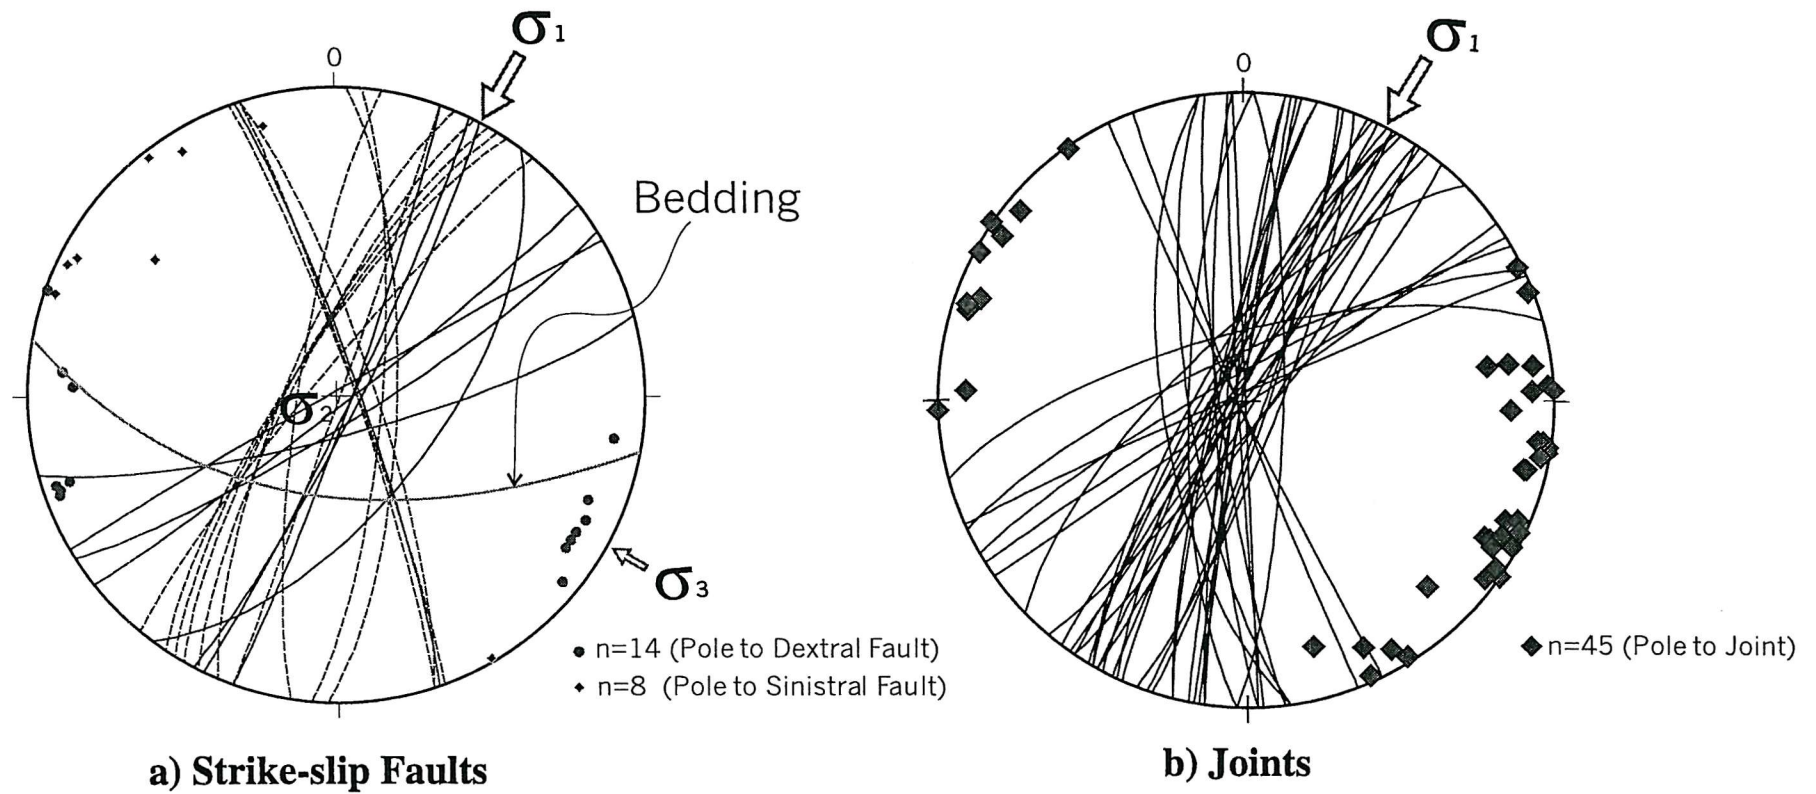 σ1
σ1
0
0
Bedding
σ2
σ3
n=14 (Pole to Dextral Fault)
n=8 (Pole to Sinistral Fault)
n=45 (Pole to Joint)
a) Strike-slip Faults
b) Joints